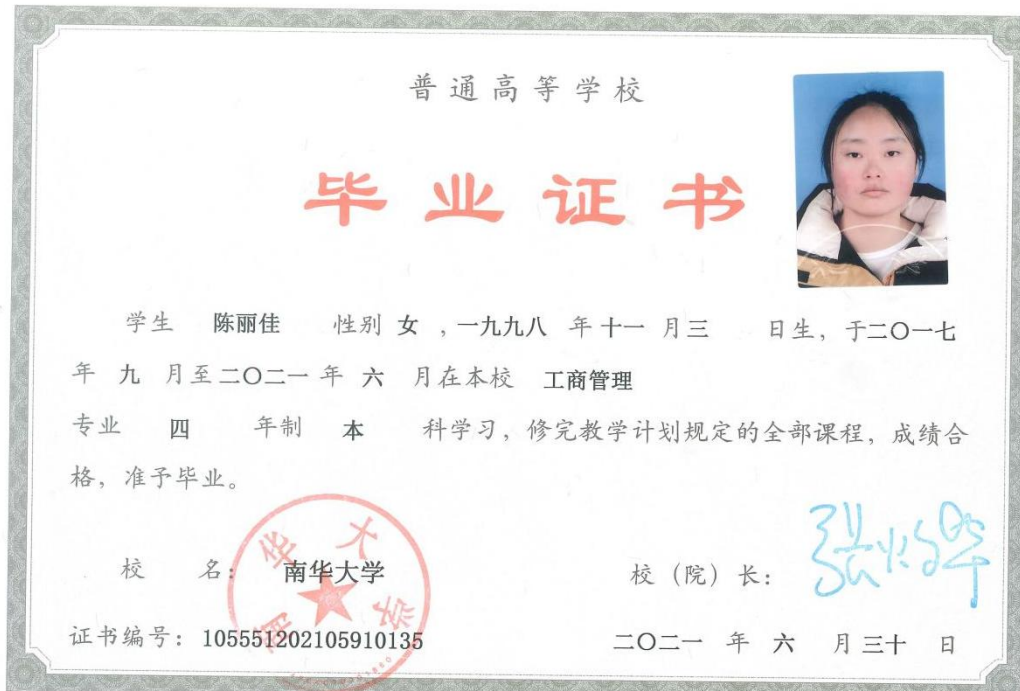 普通高等学校
毕业证书
学生 陈丽佳 性别 女 ,一九九八 年 十一 月 三 日生, 于二〇一七
年 九 月至 二〇二一 年 六 月在本校 工商管理
专业 四 年制 本 科学习, 修完教学计划规定的全部课程, 成绩合
格, 准予毕业。
校 名: 南华大学
校（院）长:
南华大学
证书编号: 105551202105910135
二〇二一 年 六 月 三十 日